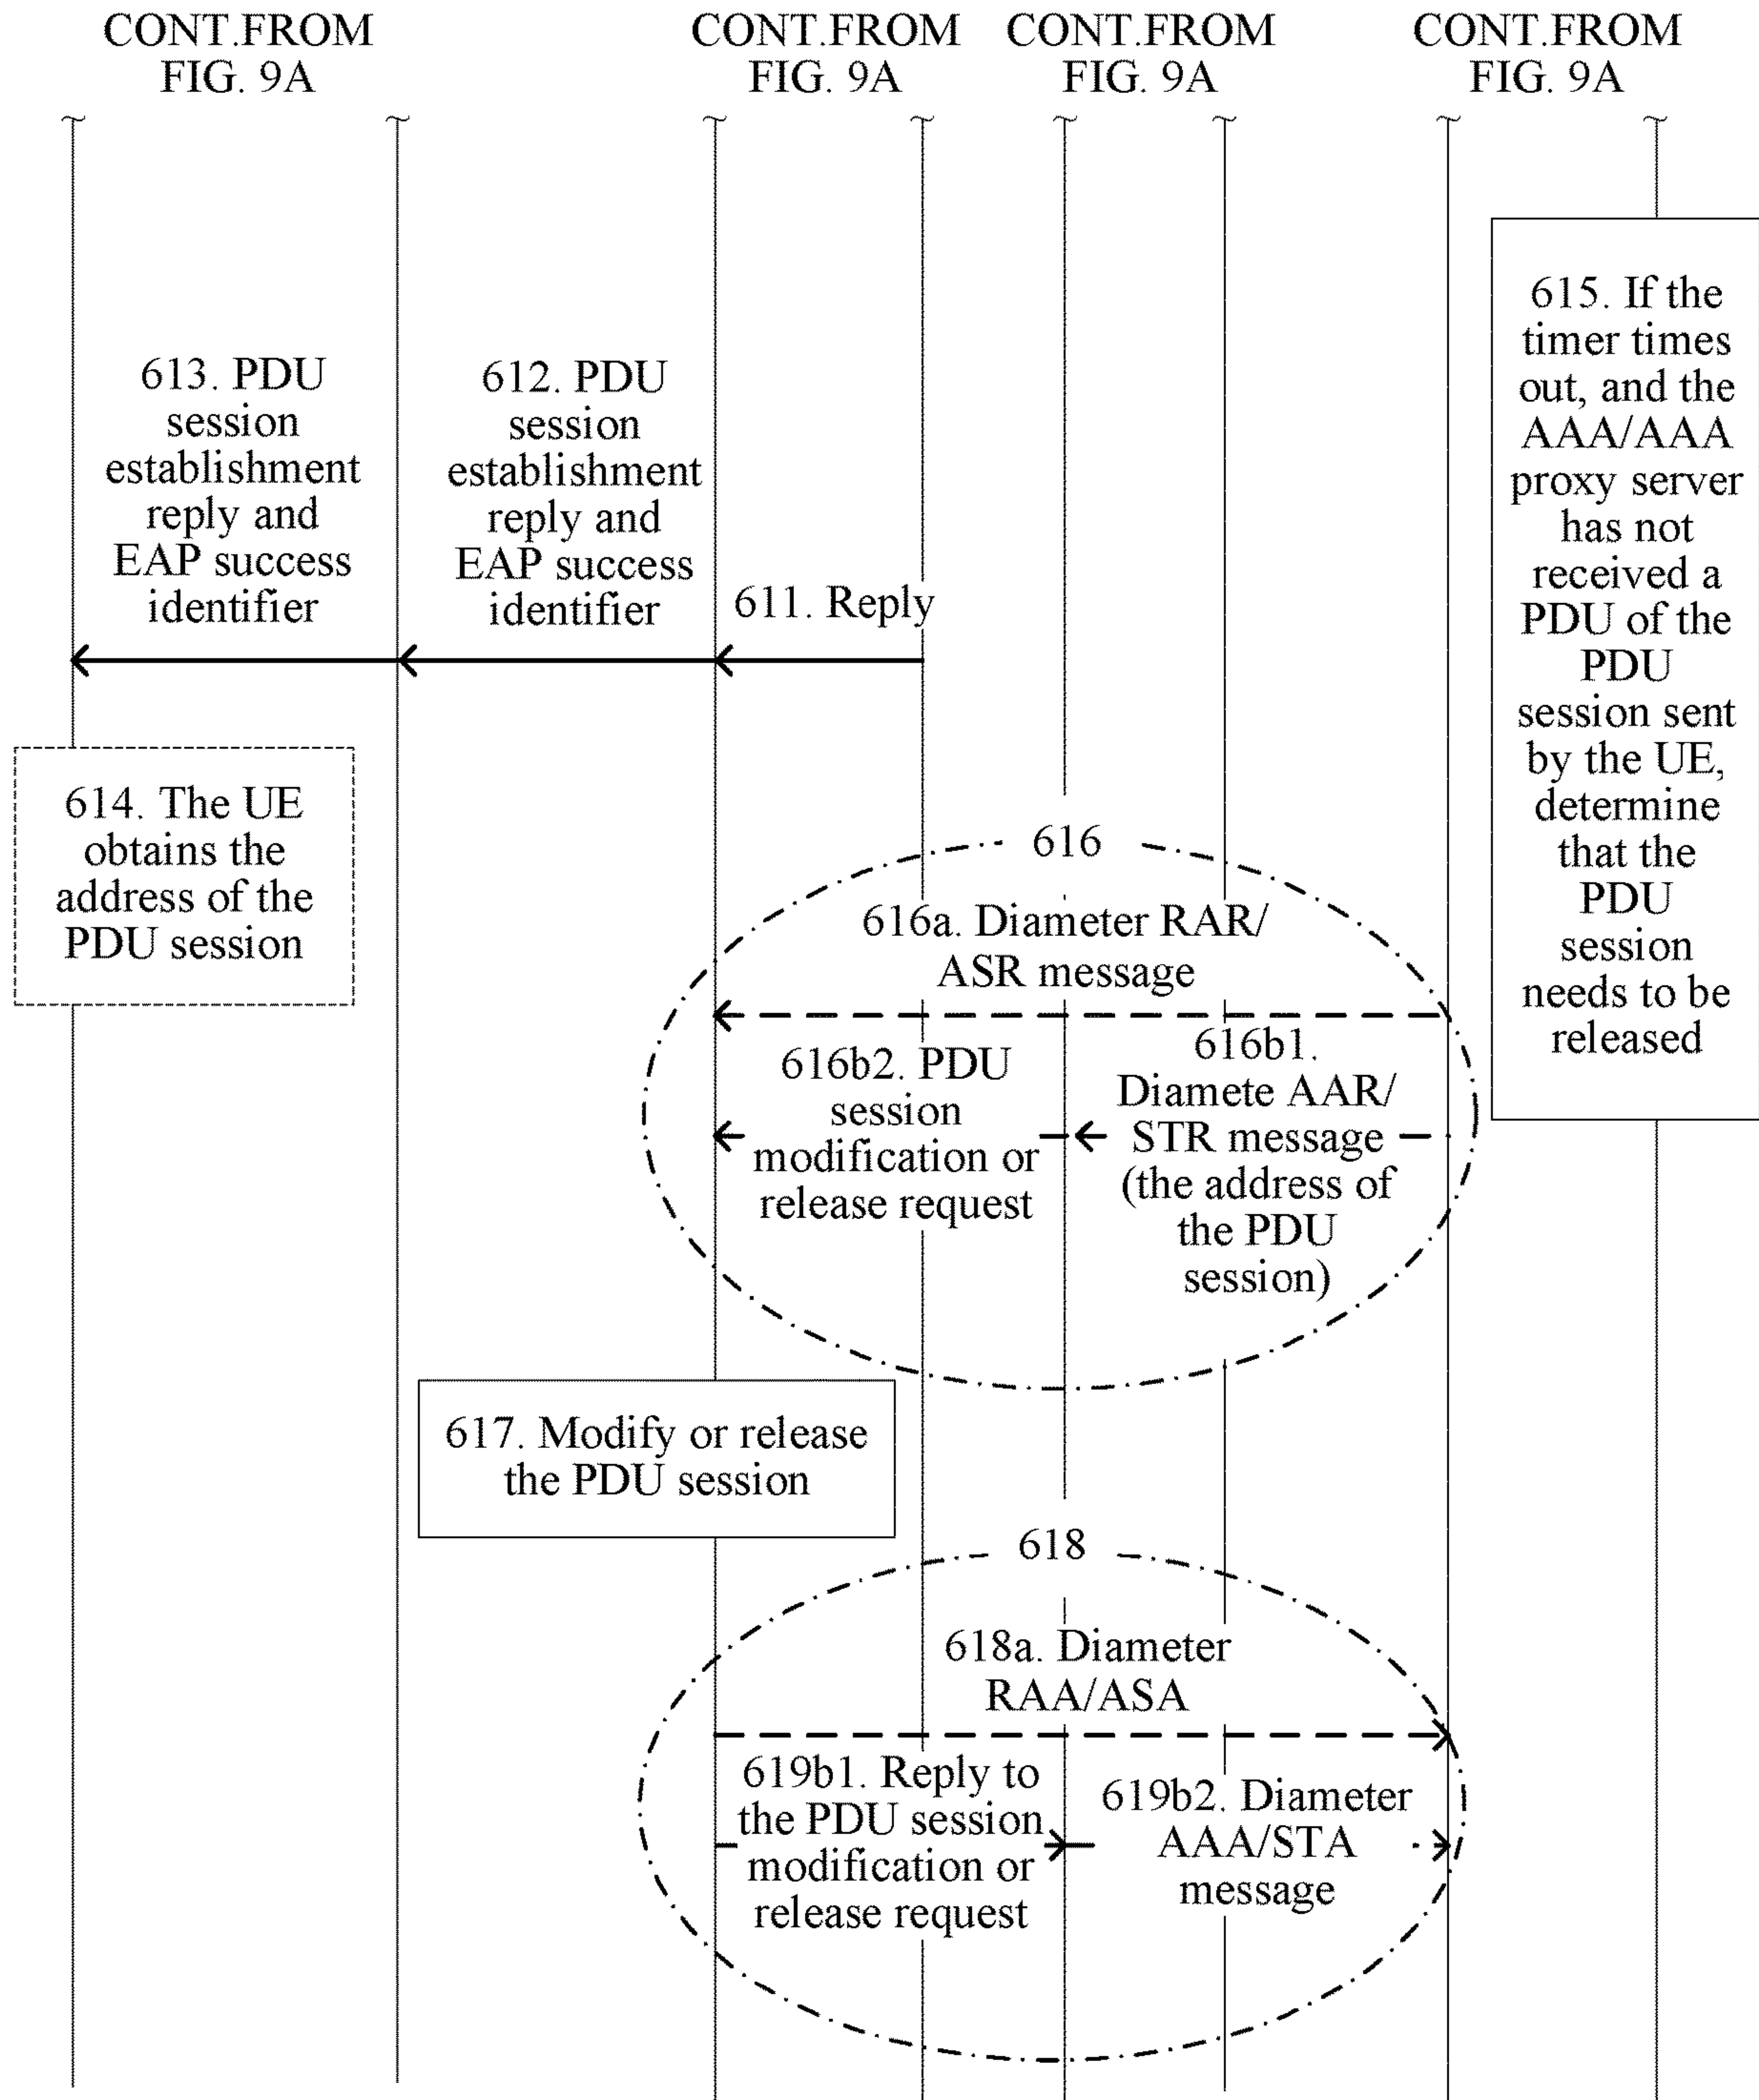 CONT.FROM
FIG. 9A
CONT.FROM
FIG. 9A
CONT.FROM
FIG. 9A
CONT.FROM
FIG. 9A
613. PDU
session
establishment
reply and
EAP success
identifier
612. PDU
session
establishment
reply and
EAP success
identifier
611. Reply
615. If the
timer times
out, and the
AAA/AAA
proxy server
has not
received a
PDU of the
PDU
session sent
by the UE,
determine
that the
PDU
session
needs to be
released
614. The UE
obtains the
address of the
PDU session
616
616a. Diameter RAR/
ASR message
616b2. PDU
session
modification or
release request
616b1.
Diamete AAR/
STR message
(the address of
the PDU
session)
617. Modify or release
the PDU session
618
618a. Diameter
RAA/ASA
619b1. Reply to
the PDU session
modification or
release request
619b2. Diameter
AAA/STA
message